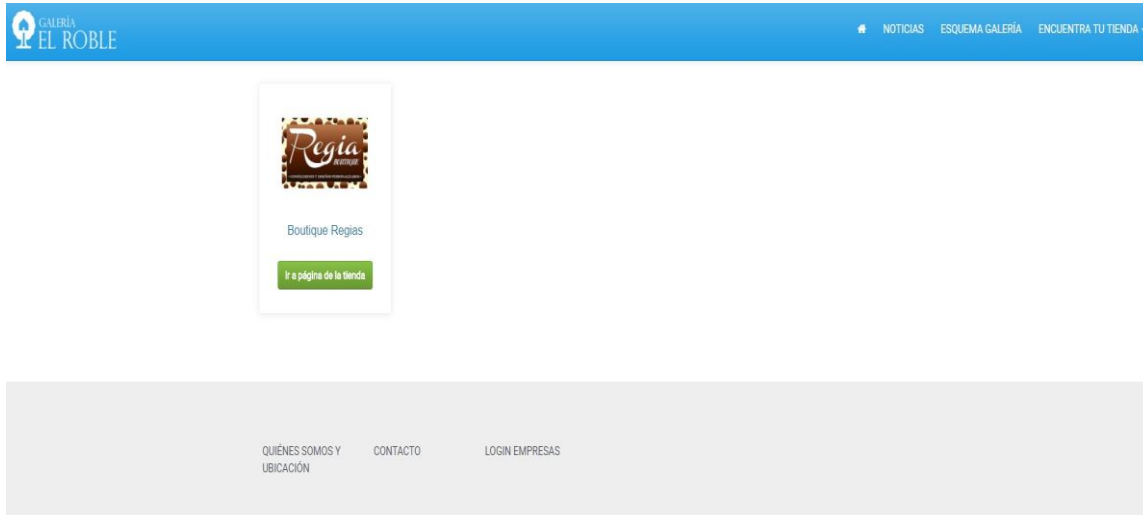 GALERÍA
EL ROBLE
NOTICIAS
ESQUEMA GALERÍA
ENCUENTRA TU TIENDA
Regia
BOUTIQUE
Boutique Regias
Ir a página de la tienda
QUIÉNES SOMOS Y
UBICACIÓN
CONTACTO
LOGIN EMPRESAS